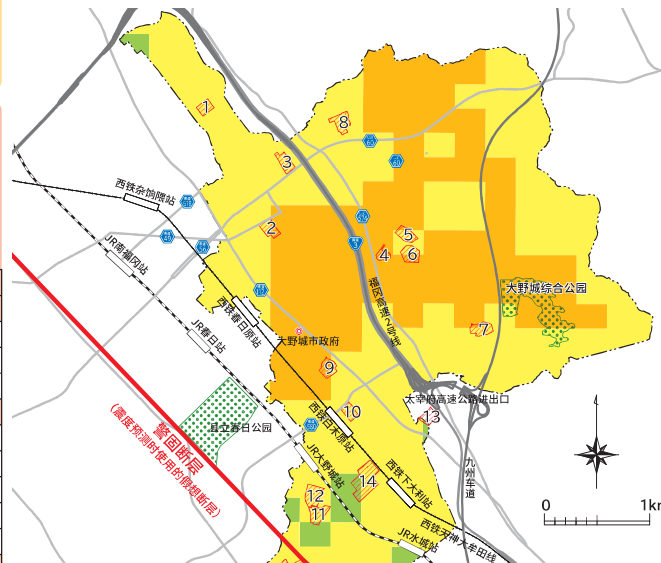 1
8
3
西铁杂饷隈站
2
5
4
6
JR南福冈站
3
福冈高速2号线
大野城综合公园
西铁春日原站
JR春日站
大野城市政府
7
9
太宰府高速公路进出口
10
13
西铁白木原站
县立春日公园
警固断层
(震度预测时使用的假想断层)
JR大野城站
九州车道
14
西铁下大利站
12
11
0
1km
西铁天神大牟田线
JR水城站